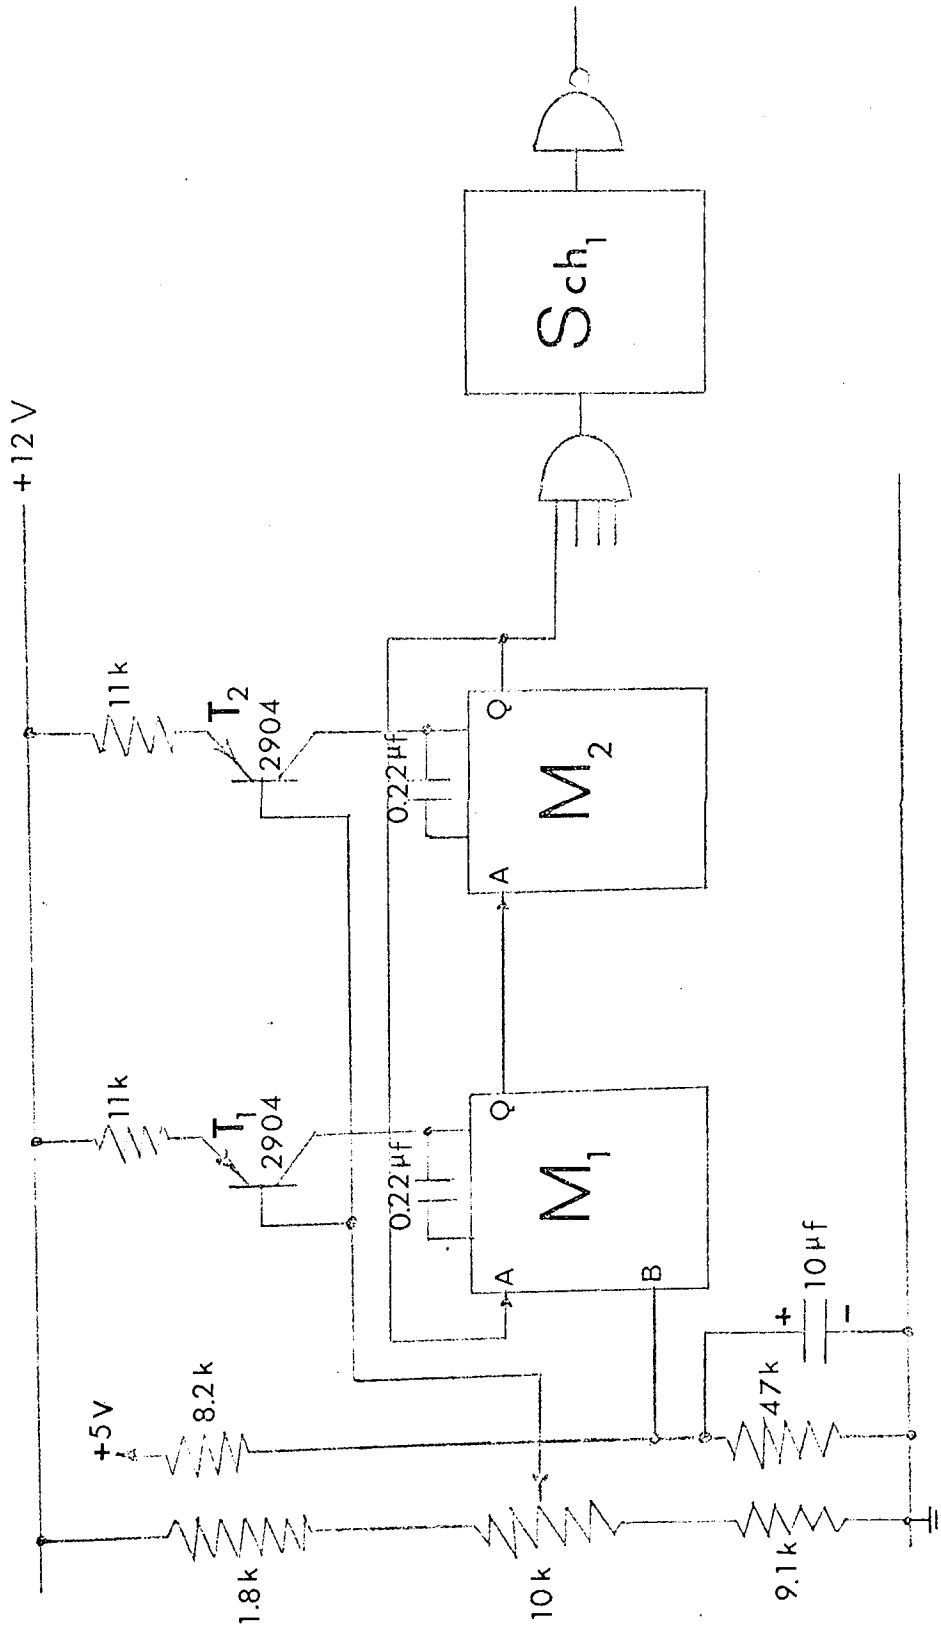 +12 V
11k
11k
T1
2904
T2
2904
+5V
8.2k
1.8k
0.22µf
0.22µf
A
Q
A
Q
M1
B
M2
Sch1
10k
47k
+
10µf
-
9.1k